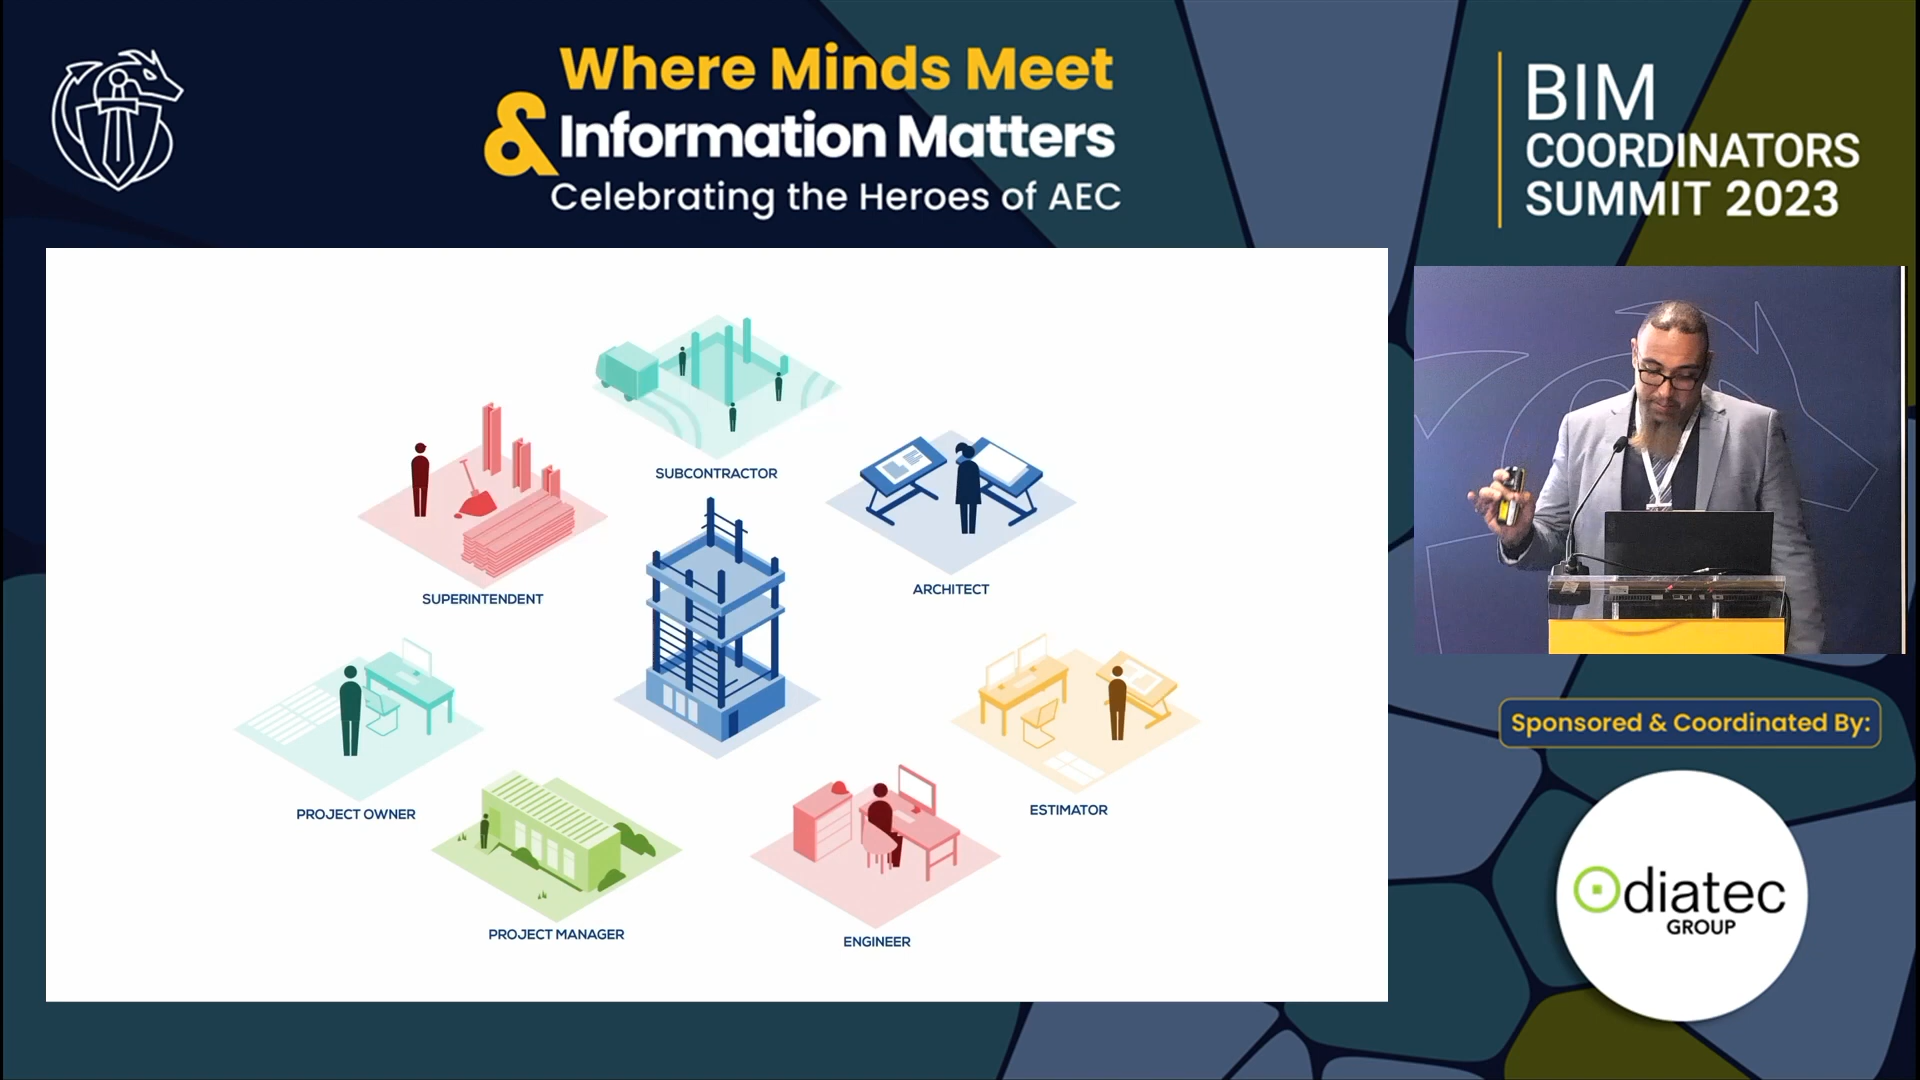 Where Minds Meet
& Information Matters
Celebrating the Heroes of AEC
BIM
COORDINATORS
SUMMIT 2023
SUBCONTRACTOR
SUPERINTENDENT
ARCHITECT
PROJECT OWNER
ESTIMATOR
PROJECT MANAGER
ENGINEER
Sponsored & Coordinated By:
diatec
GROUP